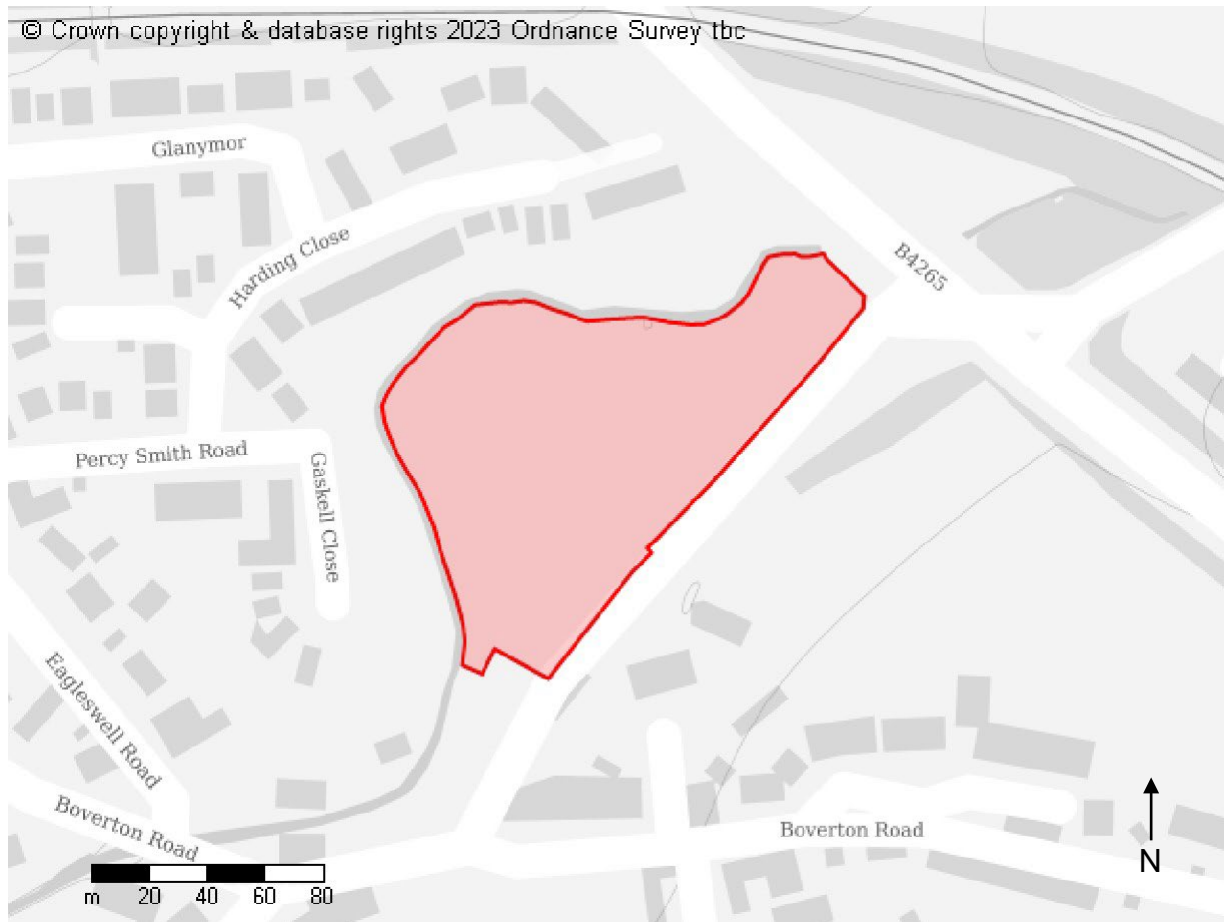 © Crown copyright & database rights 2023 Ordnance Survey tbc
Glanymor
Harding Close
B4265
Percy Smith Road
Gaskell Close
Eagleswell Road
Boverton Road
Boverton Road
N
m 20 40 60 80